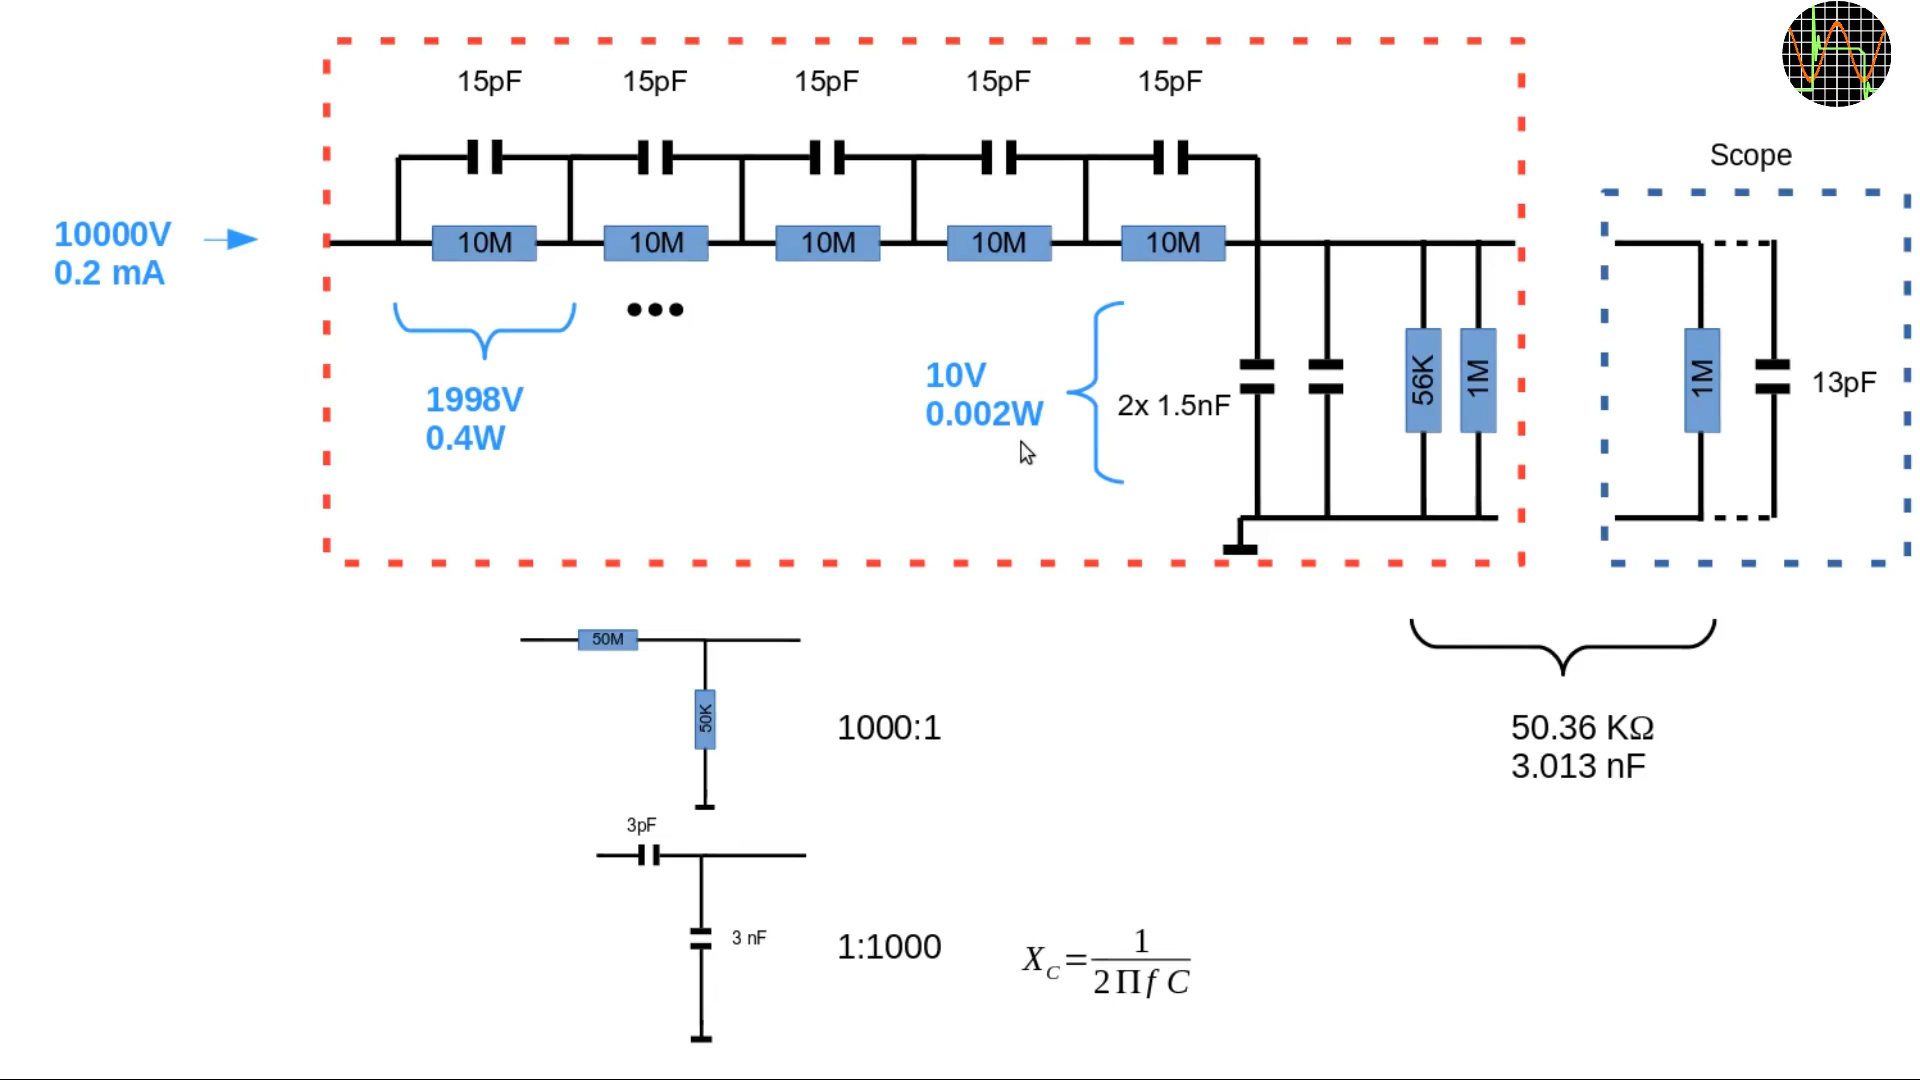 15pF 15pF 15pF 15pF 15pF
Scope
10000V
0.2 mA
10M 10M 10M 10M 10M
1998V
0.4W
10V
0.002W
2x 1.5nF
56K
1M
1M
13pF
50M
50K
1000:1
50.36 KΩ
3.013 nF
3pF
3 nF
1:1000
X_C = 1 / 2 Π f C